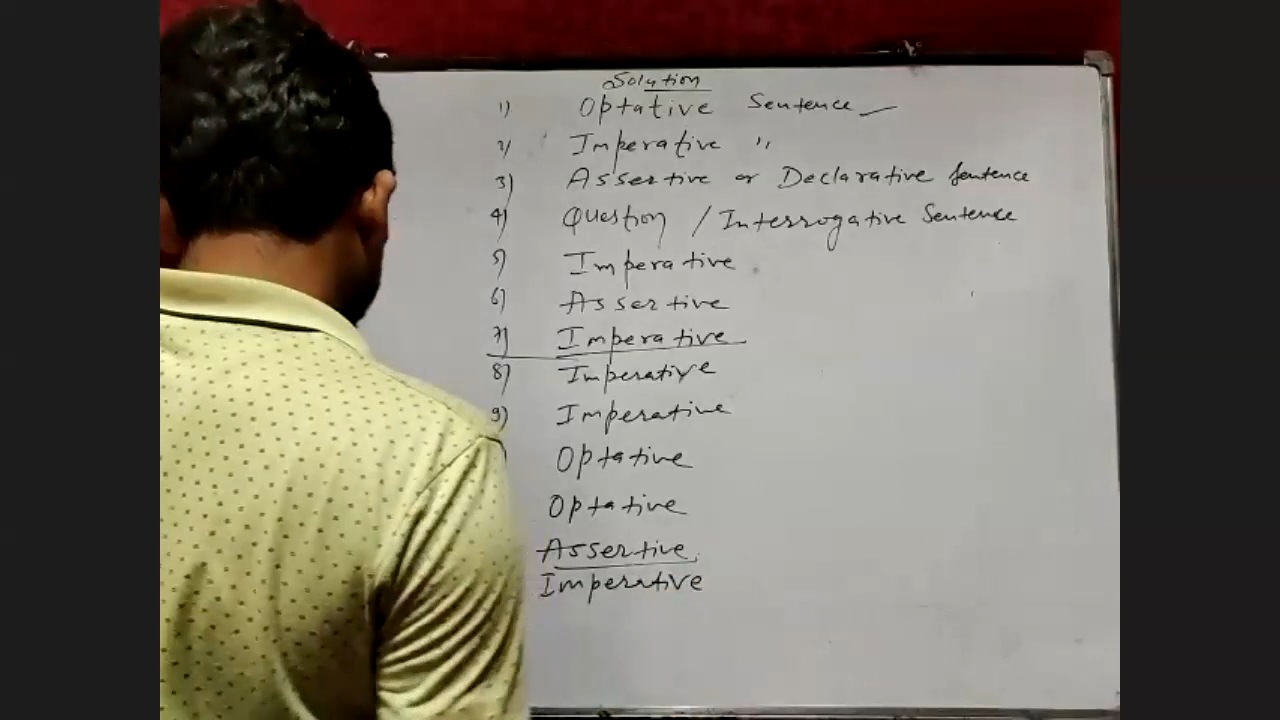 Solution
1) Optative Sentence
2) Imperative "
3) Assertive or Declarative Sentence
4) Question / Interrogative Sentence
5) Imperative
6) Assertive
7) Imperative
8) Imperative
9) Imperative
Optative
Optative
Assertive
Imperative